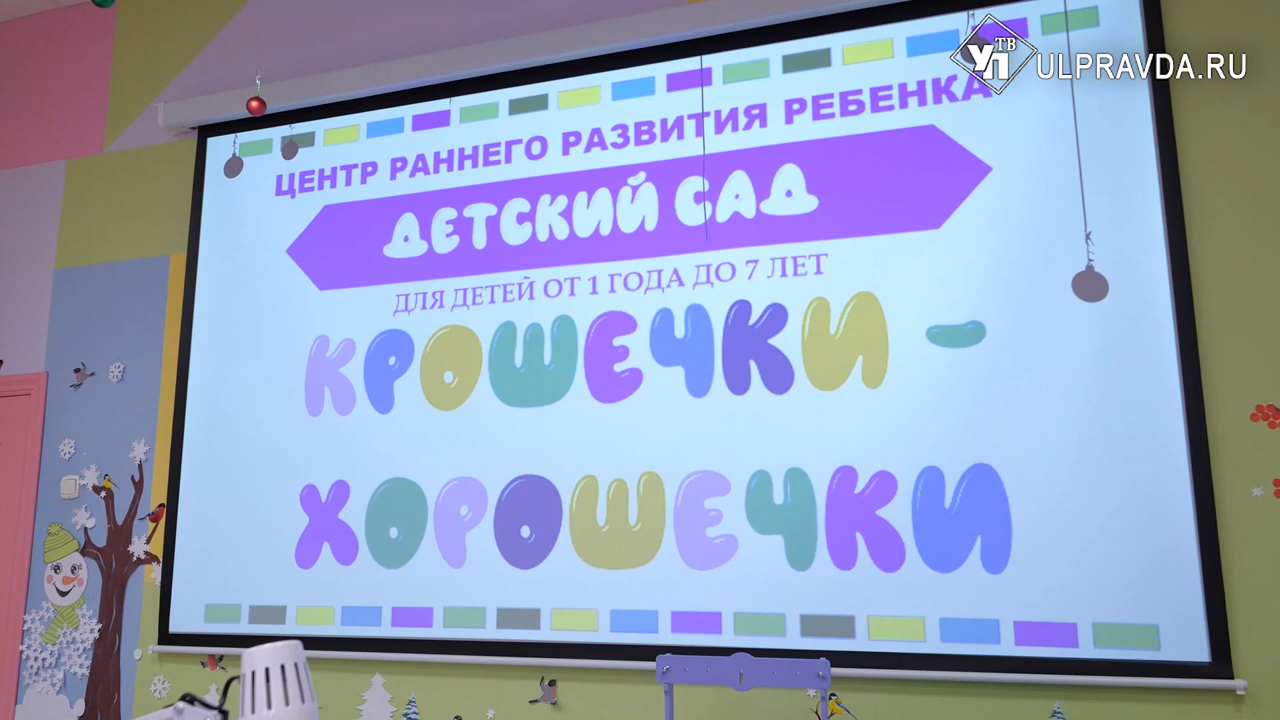 УП ТВ ULPRAVDA.RU
ЦЕНТР РАННЕГО РАЗВИТИЯ РЕБЕНКА
ДЕТСКИЙ САД
ДЛЯ ДЕТЕЙ ОТ 1 ГОДА ДО 7 ЛЕТ
КРОШЕЧКИ -
ХОРОШЕЧКИ